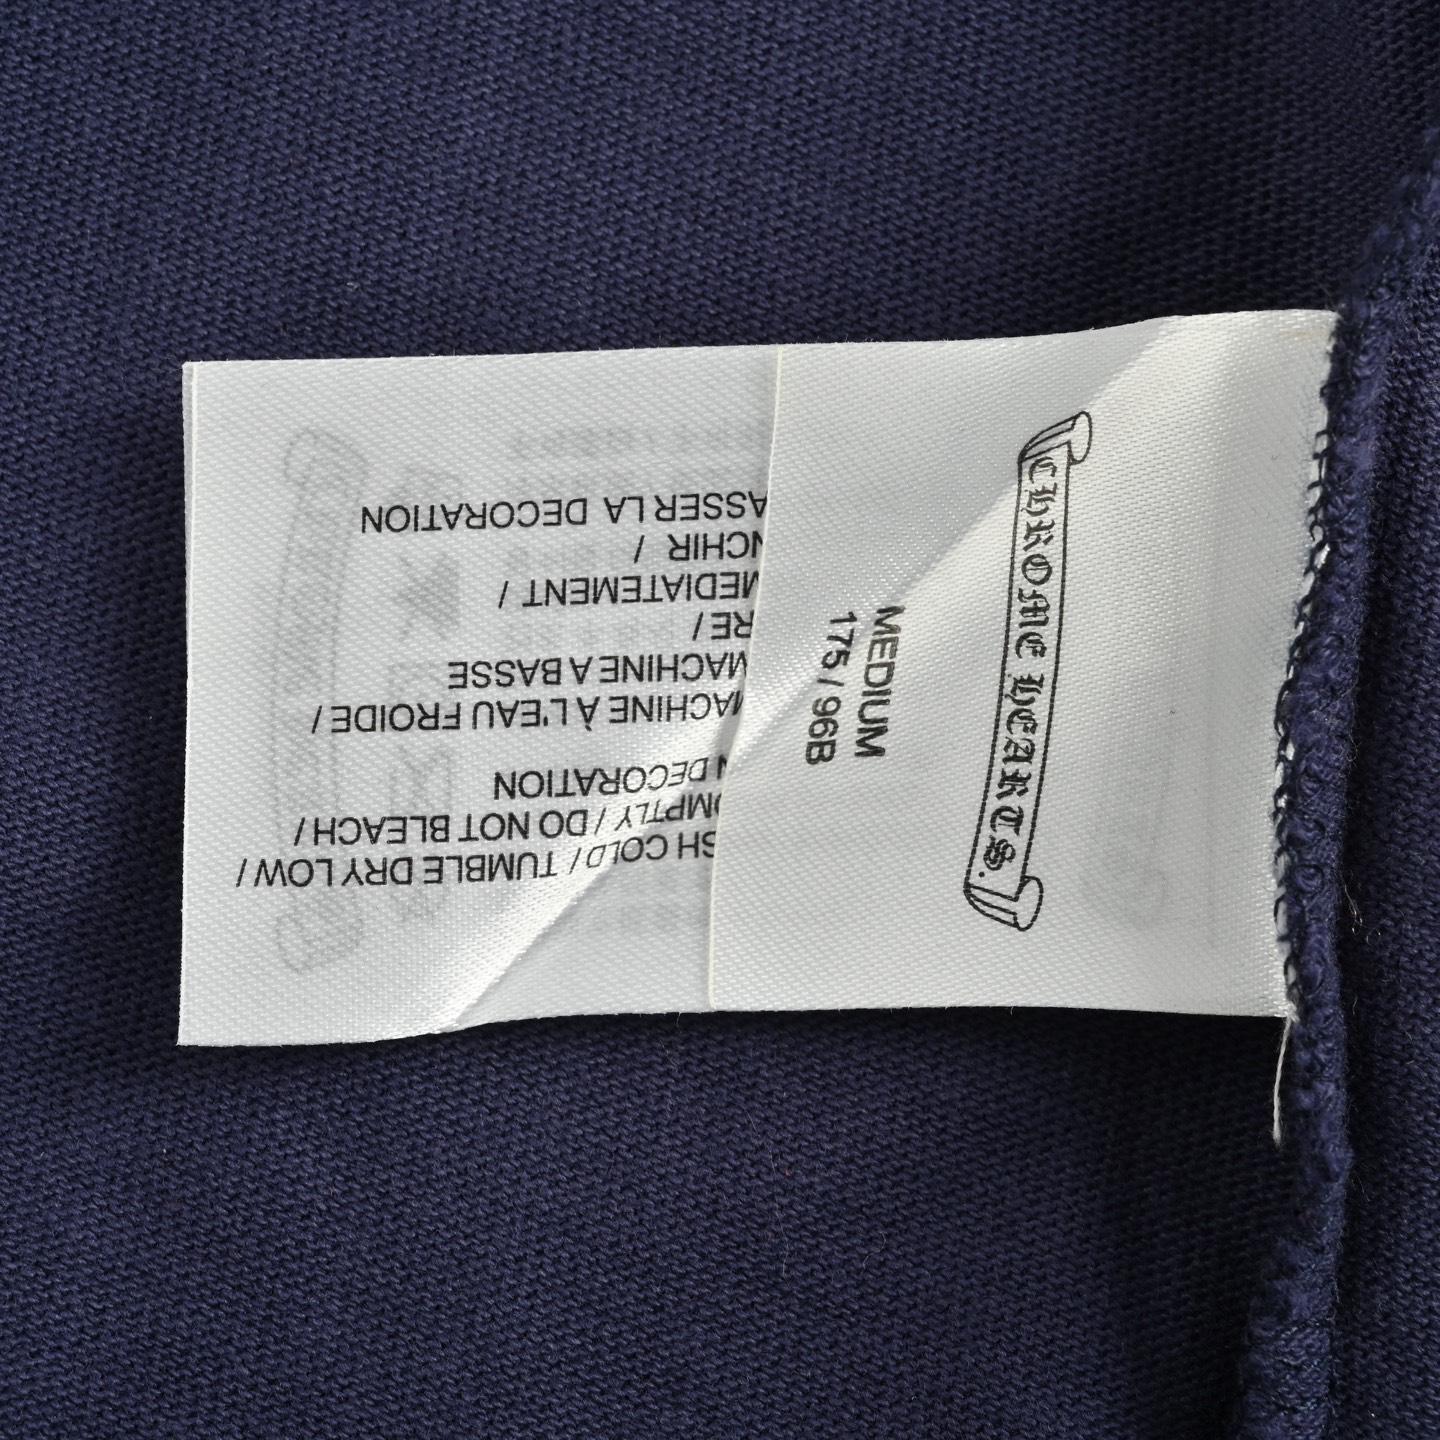 CHROME HEARTS.
MEDIUM
175 / 96B
SH COLD / TUMBLE DRY LOW /
OMPTLY / DO NOT BLEACH /
N DECORATION
MACHINE À L'EAU FROIDE /
MACHINE A BASSE
RE /
MEDIATEMENT /
NCHIR /
ASSER LA DECORATION